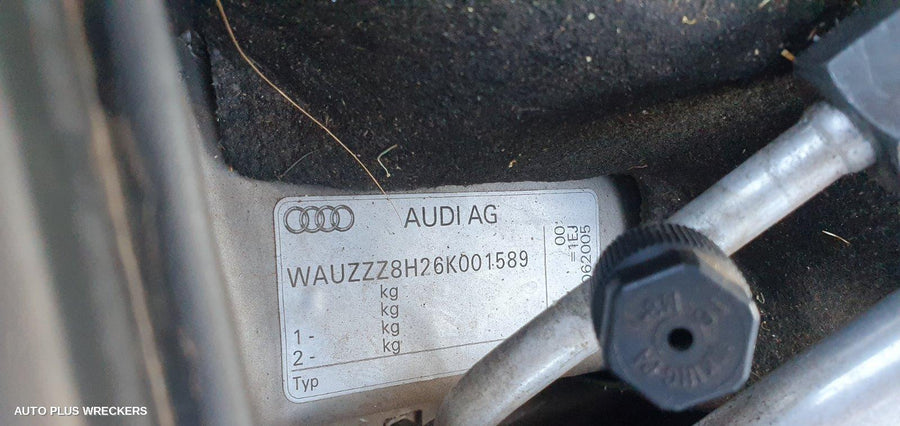 AUDI AG
WAUZZZ8H26K001589
kg
kg
1 - kg
2 - kg
Typ
00
=1EJ
062005
AUTO PLUS WRECKERS